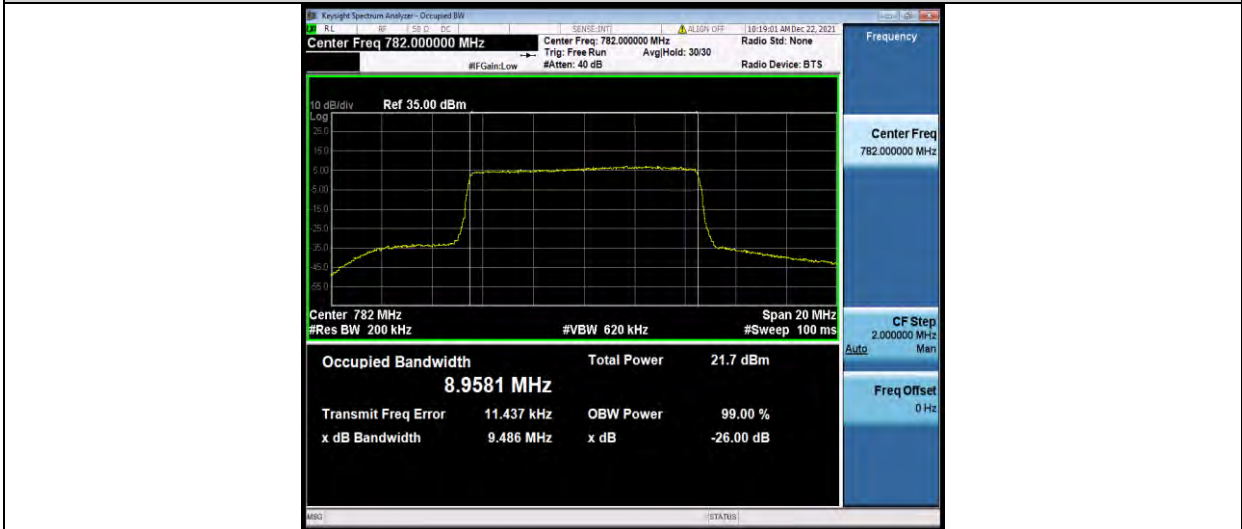 Keysight Spectrum Analyzer - Occupied BW
RL RF 50 Ω DC SENSE:INT ALIGN OFF 10:19:01 AM Dec 22, 2021
Center Freq 782.000000 MHz
Center Freq: 782.000000 MHz
Radio Std: None
Trig: Free Run Avg|Hold: 30/30
#IFGain:Low
#Atten: 40 dB
Radio Device: BTS
10 dB/div Ref 35.00 dBm
Log
25.0
15.0
5.00
-5.00
-15.0
-25.0
-35.0
-45.0
-55.0
Center 782 MHz
Span 20 MHz
#Res BW 200 kHz
#VBW 620 kHz
#Sweep 100 ms
Occupied Bandwidth
8.9581 MHz
Total Power 21.7 dBm
Transmit Freq Error 11.437 kHz
OBW Power 99.00 %
x dB Bandwidth 9.486 MHz
x dB -26.00 dB
MSG
STATUS
Frequency
Center Freq
782.000000 MHz
CF Step
2.000000 MHz
Auto Man
Freq Offset
0 Hz